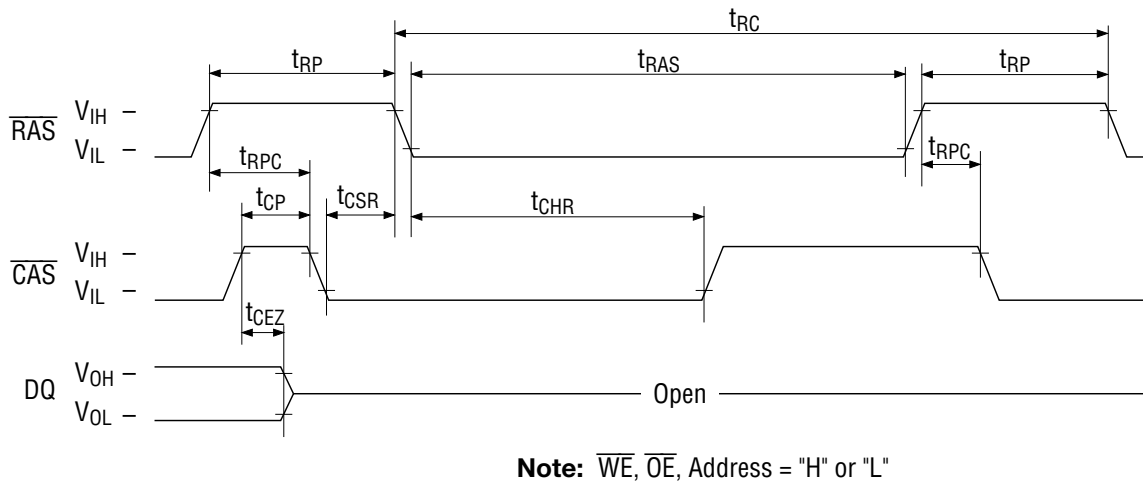 tRC
tRP tRAS tRP
RAS VIH –
VIL –
tRPC tRPC
tCP tCSR tCHR
CAS VIH –
VIL –
tCEZ
DQ VOH –
VOL –
Open
Note: WE, OE, Address = "H" or "L"